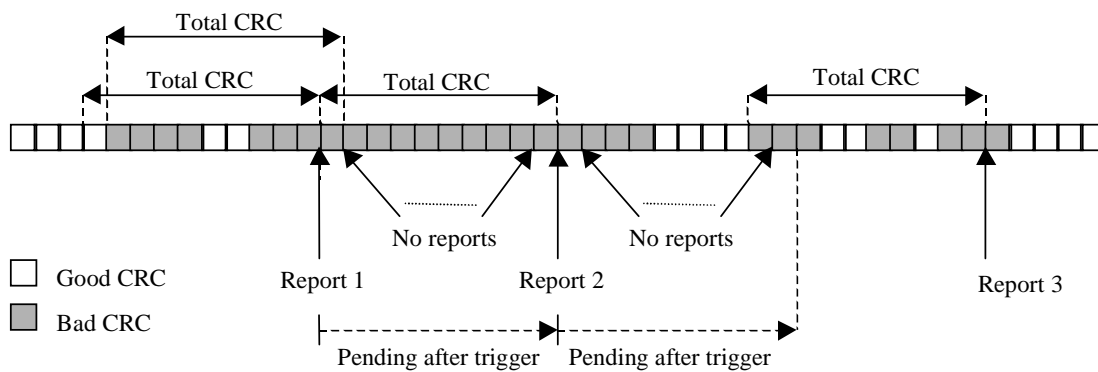 Total CRC
Total CRC
Total CRC
Total CRC
No reports
No reports
Good CRC
Report 1
Report 2
Report 3
Bad CRC
Pending after trigger
Pending after trigger